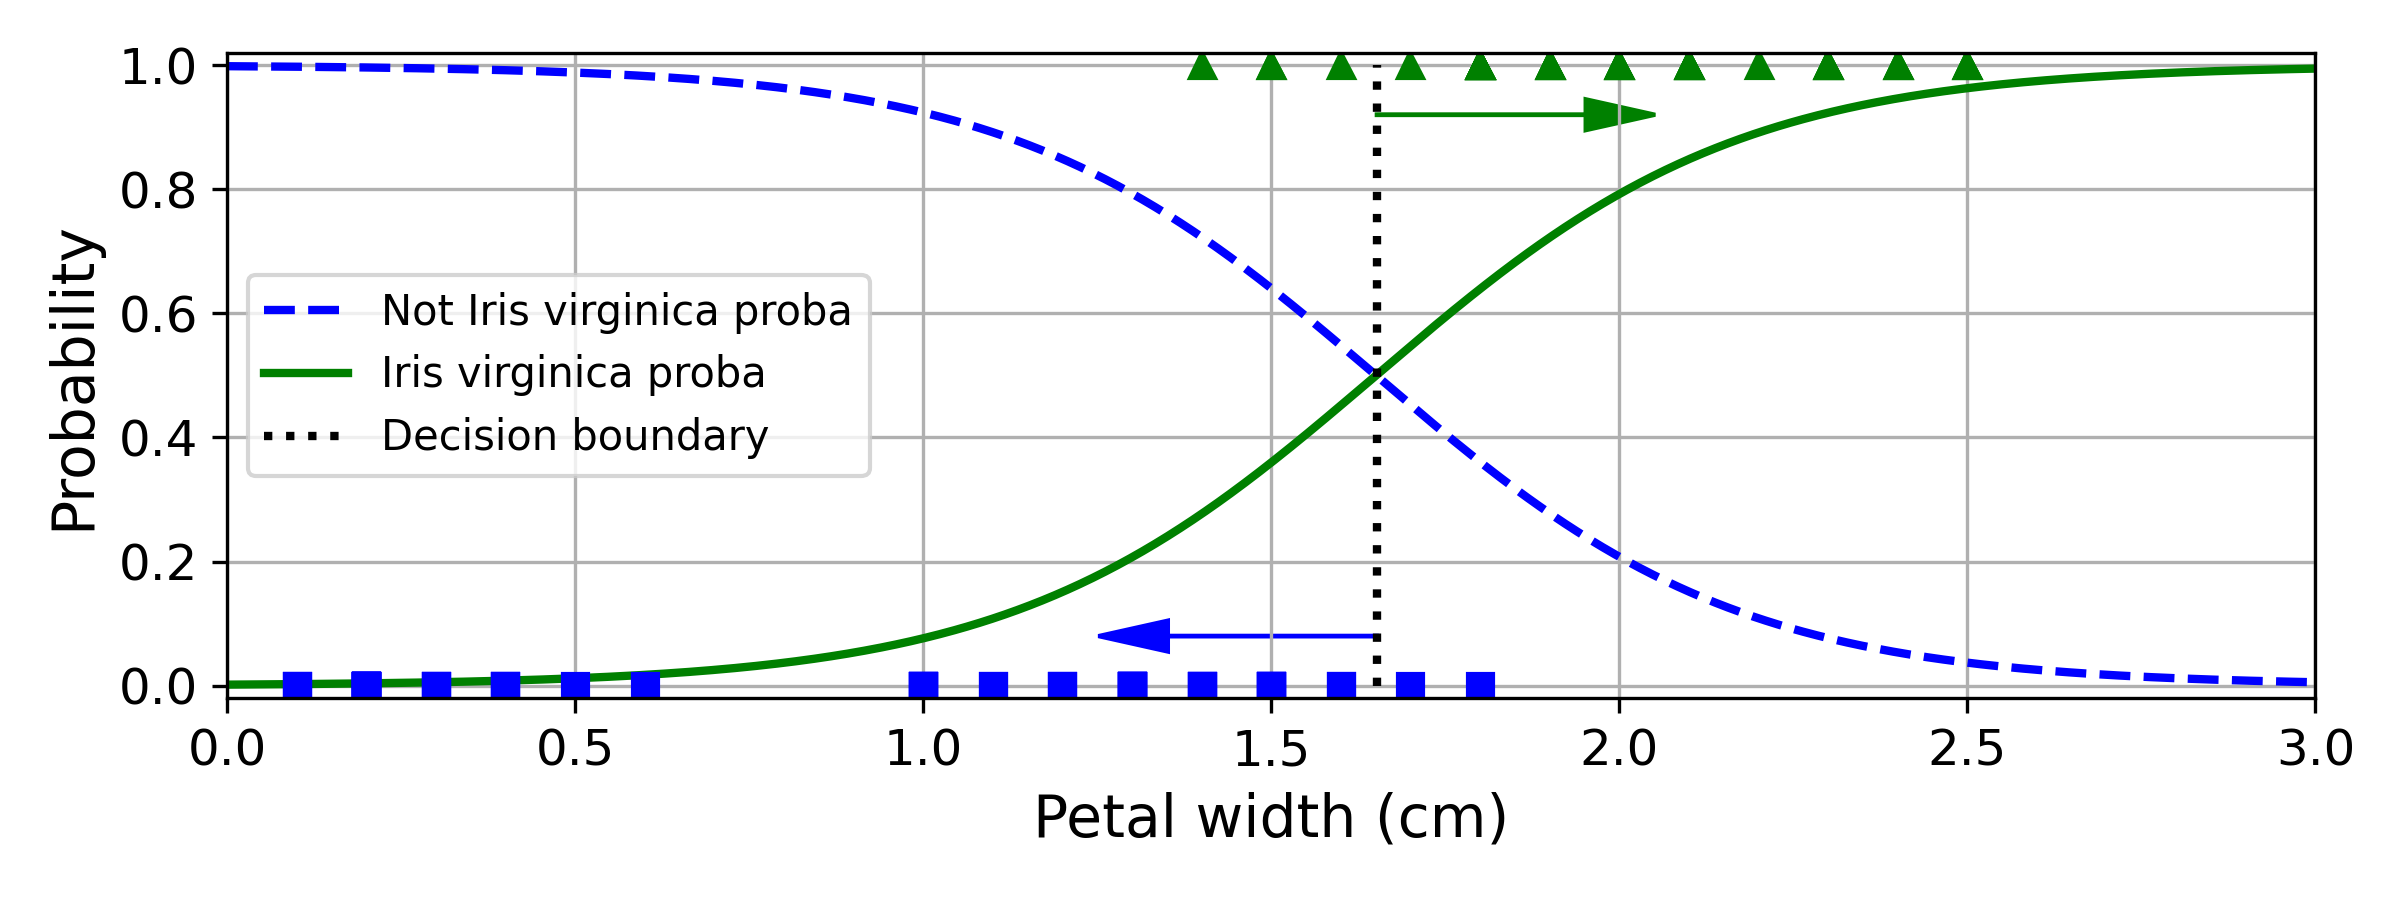 1.0
0.8
0.6
0.4
0.2
0.0
Probability
Not Iris virginica proba
Iris virginica proba
Decision boundary
0.0 0.5 1.0 1.5 2.0 2.5 3.0
Petal width (cm)